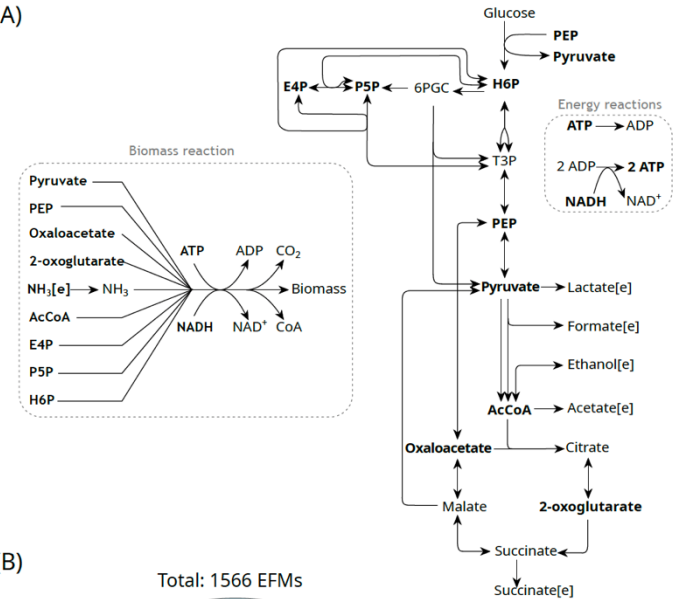 A)
Glucose
PEP
Pyruvate
E4P
P5P
6PGC
H6P
Energy reactions
ATP
ADP
2 ADP
2 ATP
NADH
NAD+
T3P
PEP
Pyruvate
Lactate[e]
Formate[e]
Ethanol[e]
AcCoA
Acetate[e]
Oxaloacetate
Citrate
Malate
2-oxoglutarate
Succinate
Succinate[e]
Biomass reaction
Pyruvate
PEP
Oxaloacetate
2-oxoglutarate
NH3[e]
NH3
AcCoA
E4P
P5P
H6P
ATP
ADP
CO2
Biomass
NADH
NAD+
CoA
(B)
Total: 1566 EFMs